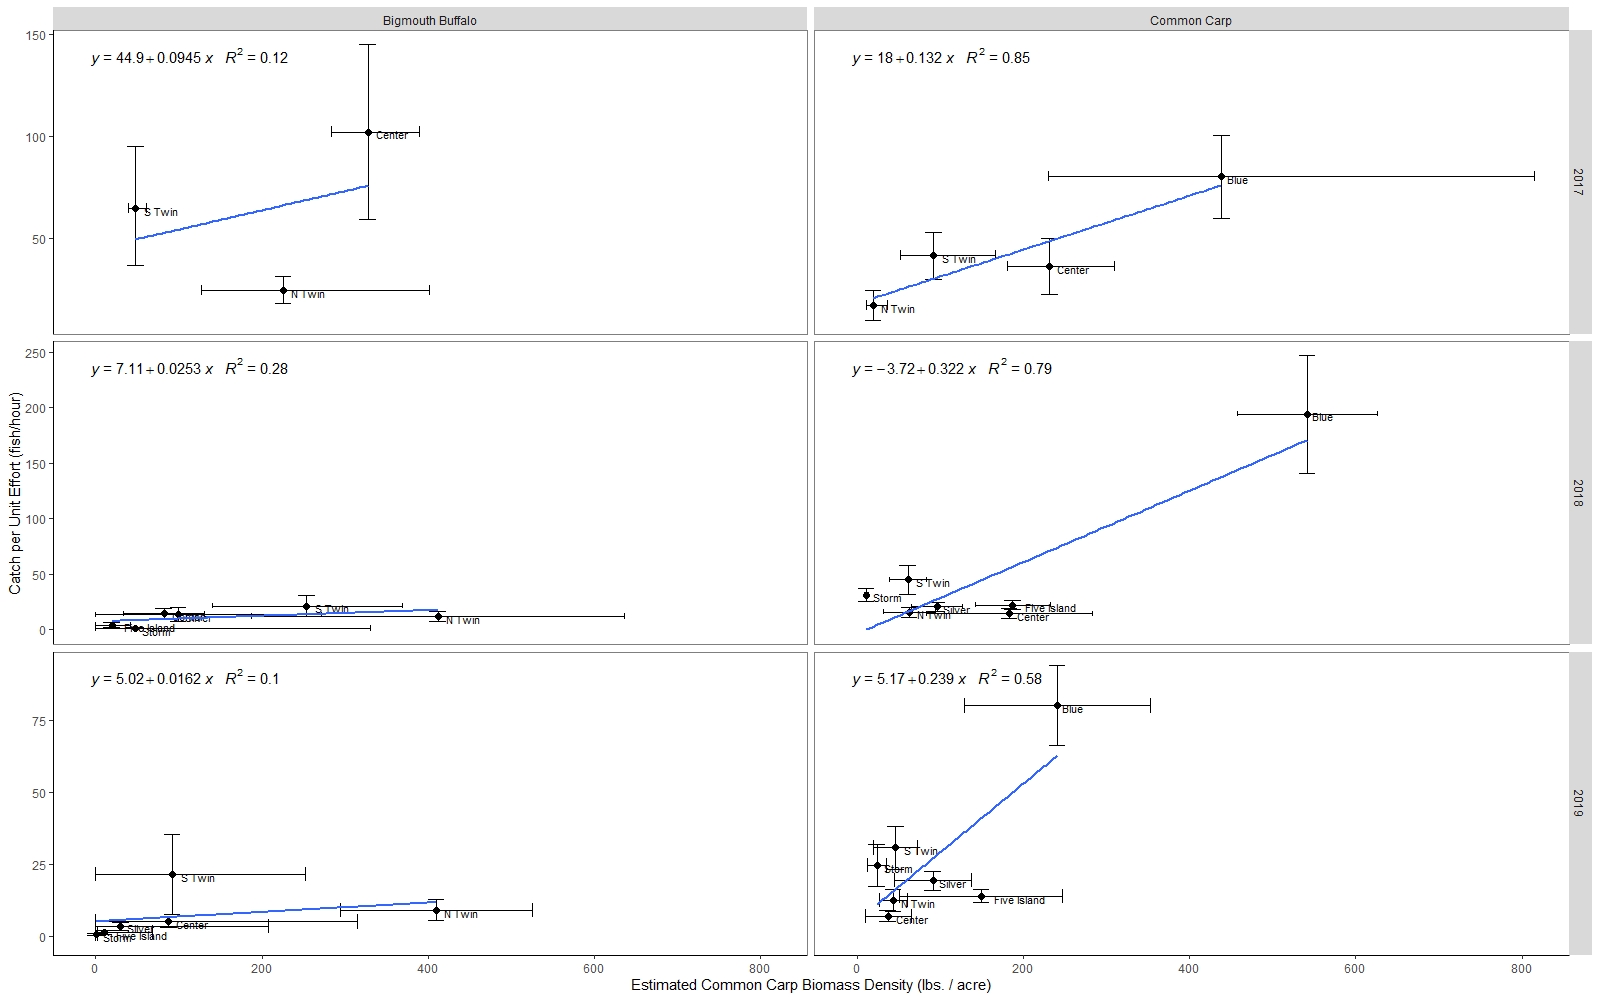 Bigmouth Buffalo
Common Carp
150
100
50
y = 44.9 + 0.0945 x R² = 0.12
Center
S Twin
N Twin
y = 18 + 0.132 x R² = 0.85
Blue
S Twin
Center
N Twin
2017
Catch per Unit Effort (fish/hour)
250
200
150
100
50
0
y = 7.11 + 0.0253 x R² = 0.28
S Twin
N Twin
Storm
y = −3.72 + 0.322 x R² = 0.79
Blue
S Twin
Storm
Silver
Five Island
N Twin
Center
2018
75
50
25
0
y = 5.02 + 0.0162 x R² = 0.1
S Twin
N Twin
Silver
Center
Storm
Five Island
y = 5.17 + 0.239 x R² = 0.58
Blue
S Twin
Storm
Silver
N Twin
Five Island
Center
2019
0 200 400 600 800
0 200 400 600 800
Estimated Common Carp Biomass Density (lbs. / acre)